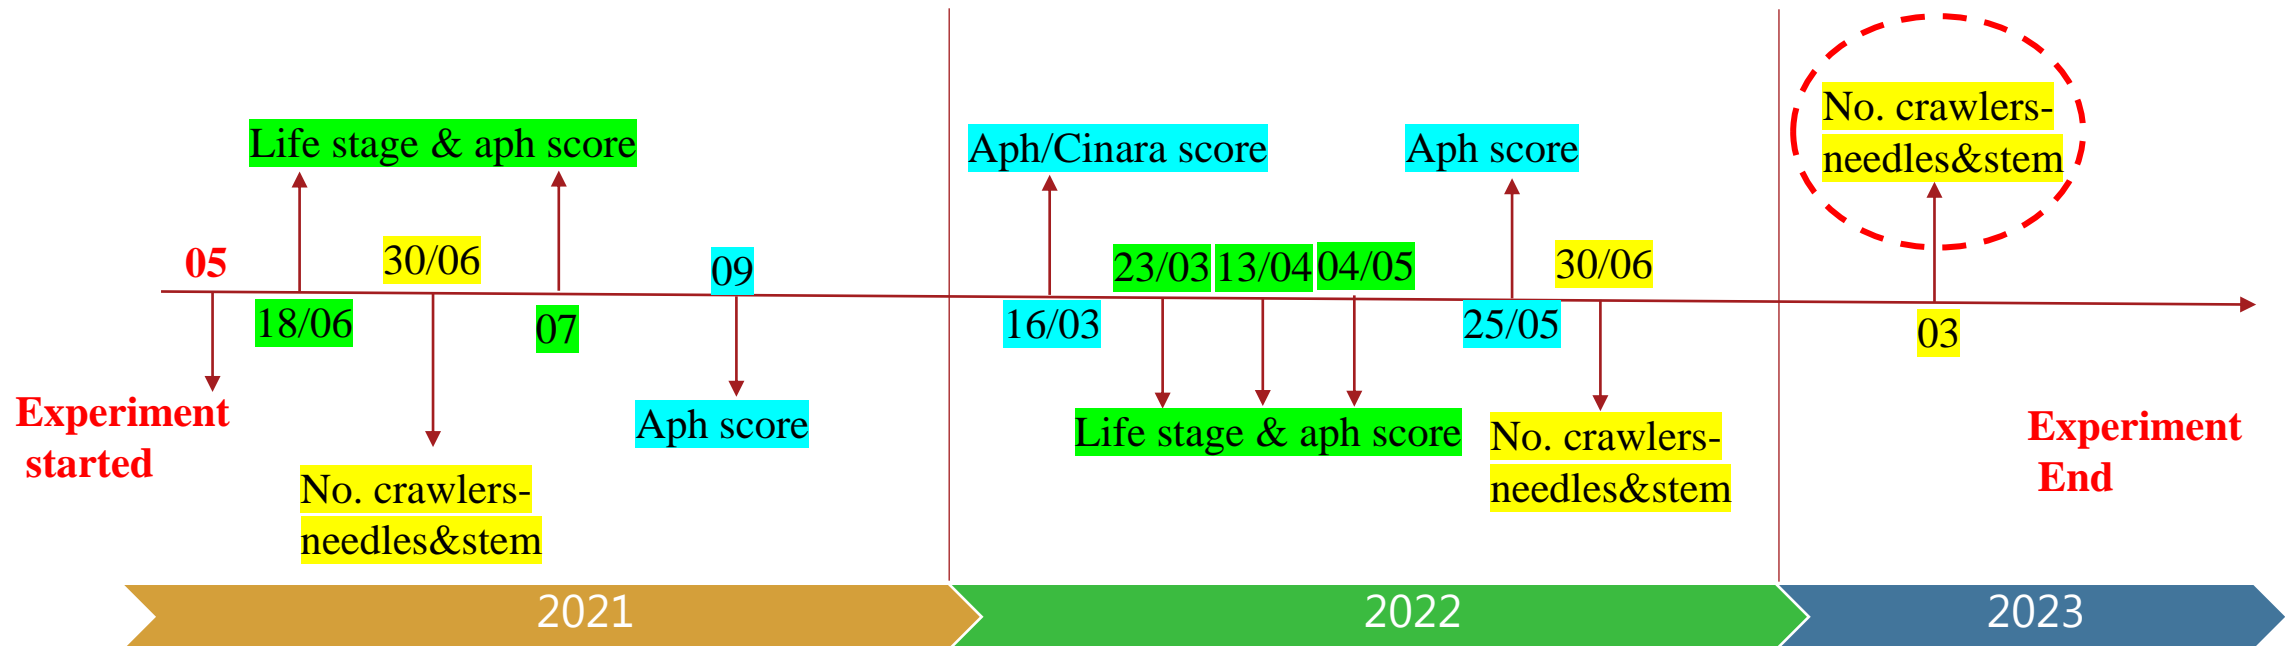 No. crawlers-
needles&stem
Life stage & aph score
Aph/Cinara score
Aph score
05
30/06
09
23/03
13/04
04/05
30/06
18/06
07
16/03
25/05
03
Experiment
started
Aph score
Life stage & aph score
No. crawlers-
needles&stem
Experiment
End
No. crawlers-
needles&stem
2021
2022
2023